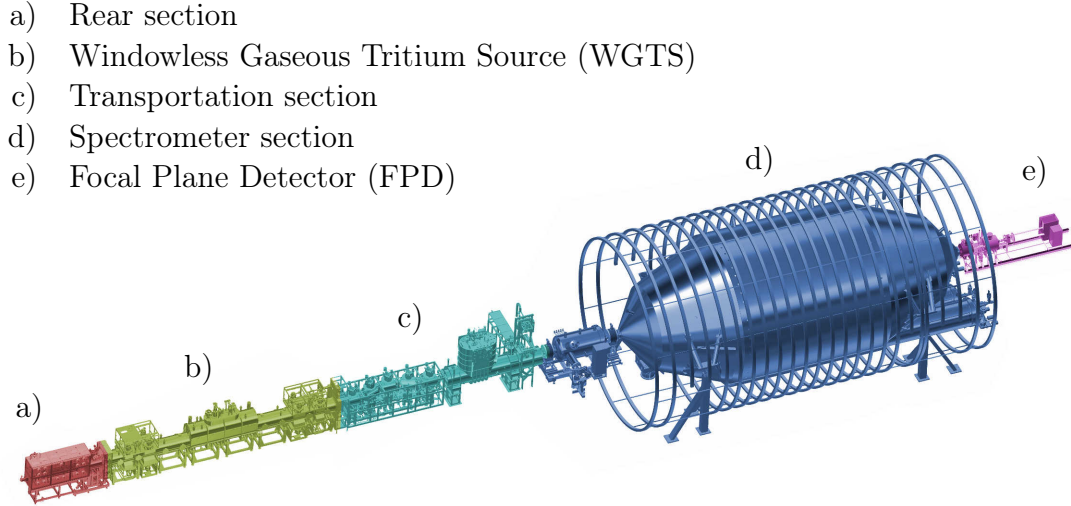 a) Rear section
b) Windowless Gaseous Tritium Source (WGTS)
c) Transportation section
d) Spectrometer section
e) Focal Plane Detector (FPD)
d)
e)
c)
b)
a)